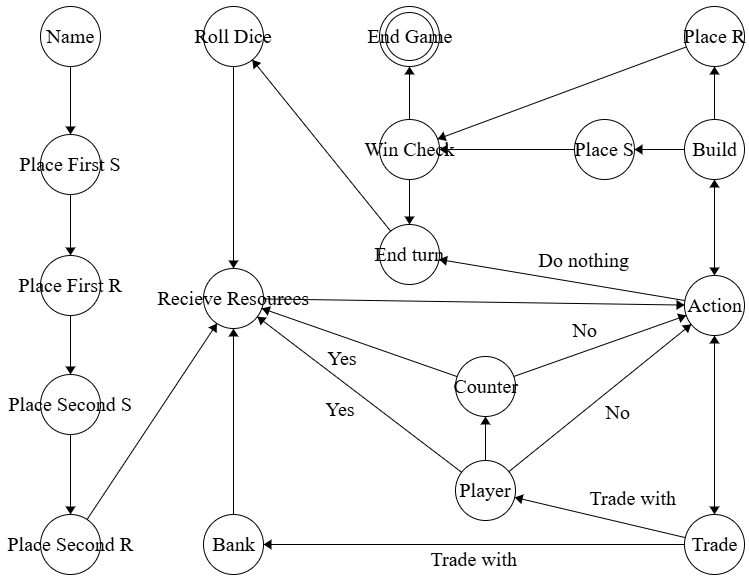 Name
Roll Dice
End Game
Place R
Place First S
Win Check
Place S
Build
End turn
Do nothing
Place First R
Recieve Resources
Action
No
Yes
Counter
Place Second S
Yes
No
Player
Trade with
Place Second R
Bank
Trade
Trade with